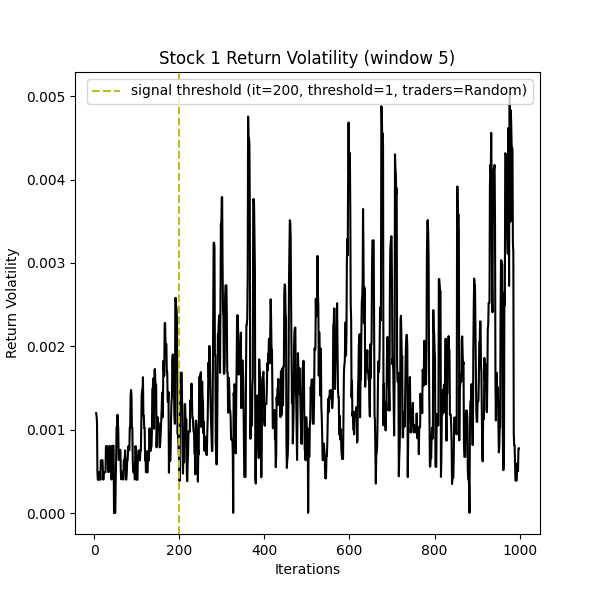 Stock 1 Return Volatility (window 5)
signal threshold (it=200, threshold=1, traders=Random)
0.005
0.004
0.003
0.002
0.001
0.000
Return Volatility
0 200 400 600 800 1000
Iterations